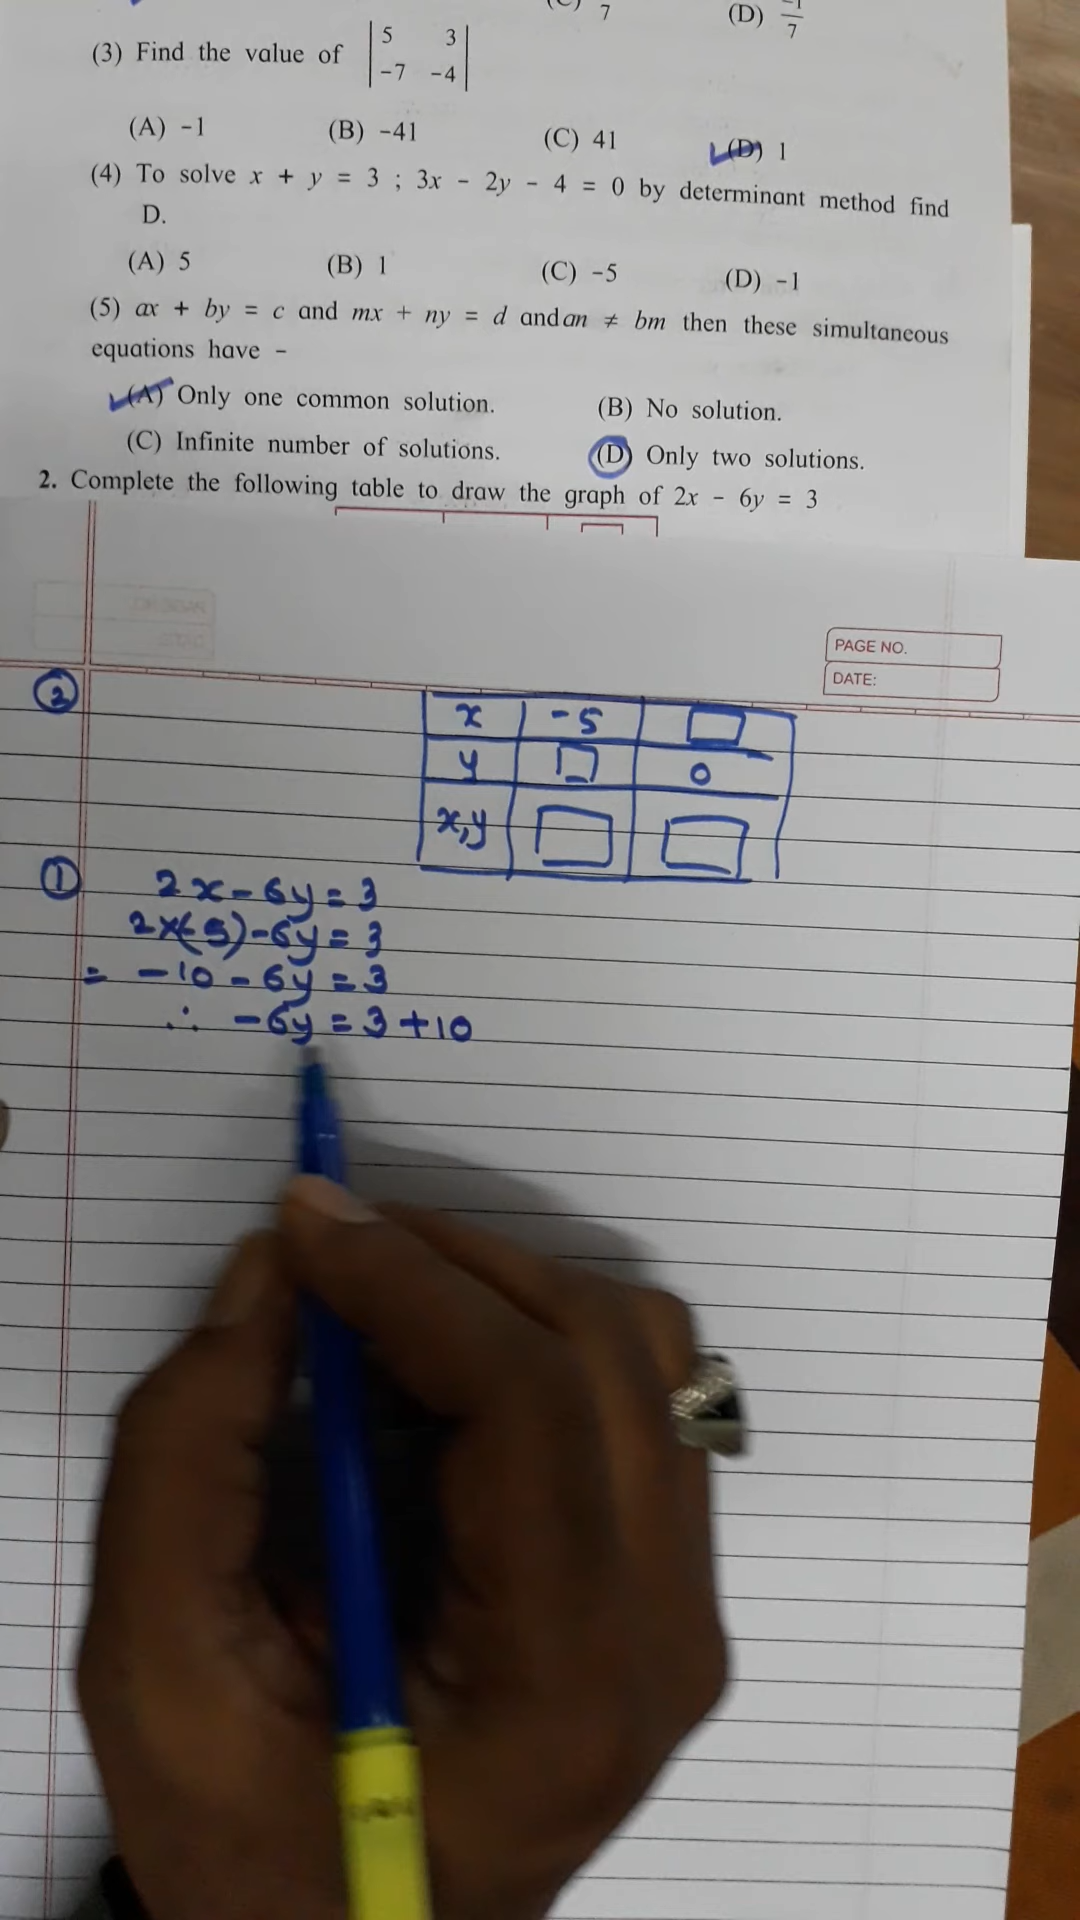 (C) 7 (D) -1/7
(3) Find the value of | 5 3 |
| -7 -4 |
(A) -1 (B) -41 (C) 41 (D) 1
(4) To solve x + y = 3 ; 3x - 2y - 4 = 0 by determinant method find
D.
(A) 5 (B) 1 (C) -5 (D) -1
(5) ax + by = c and mx + ny = d and an ≠ bm then these simultaneous
equations have -
(A) Only one common solution. (B) No solution.
(C) Infinite number of solutions. (D) Only two solutions.
2. Complete the following table to draw the graph of 2x - 6y = 3
PAGE NO.
DATE:
②
x -5 □
y □ 0
x,y □ □
① 2x-6y=3
2×(-5)-6y=3
= -10-6y=3
∴ -6y=3+10